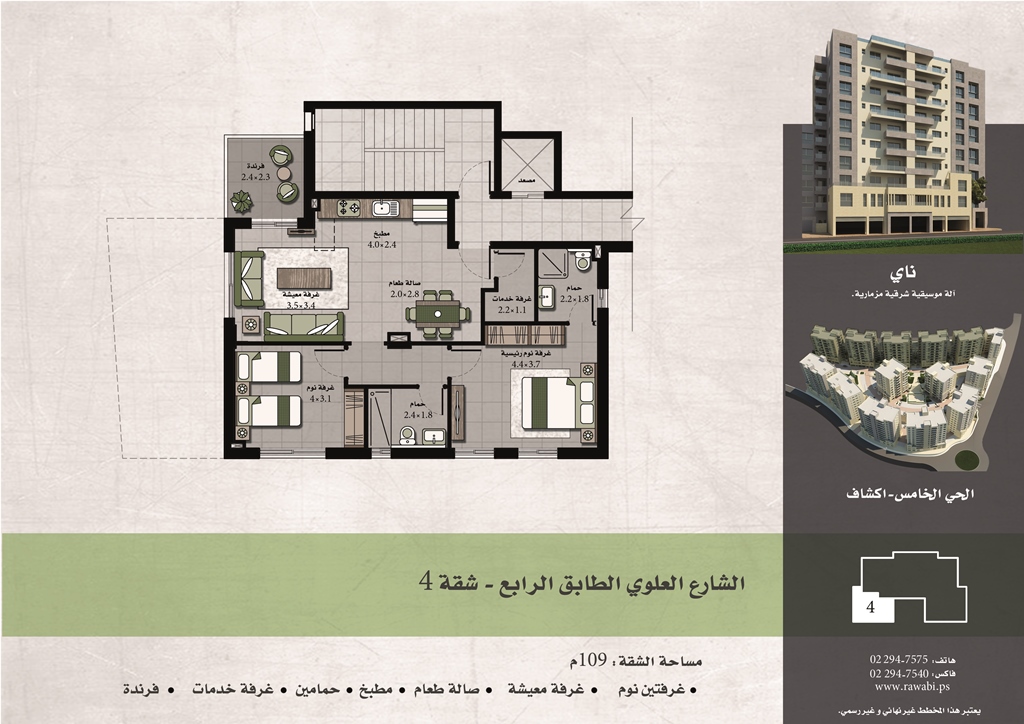 فرندة
2.4×2.3
مصعد
مطبخ
4.0×2.4
صالة طعام
2.0×2.8
غرفة معيشة
3.5×3.4
غرفة خدمات
2.2×1.1
حمام
2.2×1.8
غرفة نوم رئيسية
4.4×3.7
غرفة نوم
4×3.1
حمام
2.4×1.8
ناي
آلة موسيقية شرقية مزمارية.
الحي الخامس-اكشاف
الشارع العلوي الطابق الرابع - شقة 4
4
مساحة الشقة: 109م
• غرفتين نوم • غرفة معيشة • صالة طعام • مطبخ • حمامين • غرفة خدمات • فرندة
هاتف: 02 294-7575
فاكس: 02 294-7540
www.rawabi.ps
يعتبر هذا المخطط غير نهائي و غير رسمي.